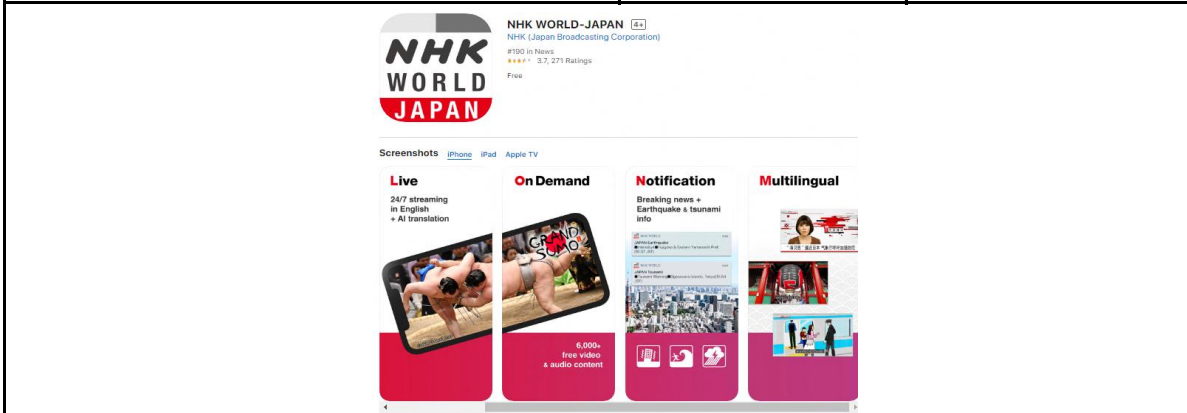 NHK
WORLD
JAPAN
NHK WORLD-JAPAN 4+
NHK (Japan Broadcasting Corporation)
#190 in News
3.7, 271 Ratings
Free
Screenshots iPhone iPad Apple TV
Live
24/7 streaming
in English
+ AI translation
On Demand
GRAND
SUMO
6,000+
free video
& audio content
Notification
Breaking news +
Earthquake & tsunami
info
NHK WORLD
JAPAN Earthquake
NHK WORLD
JAPAN Tsunami
Multilingual